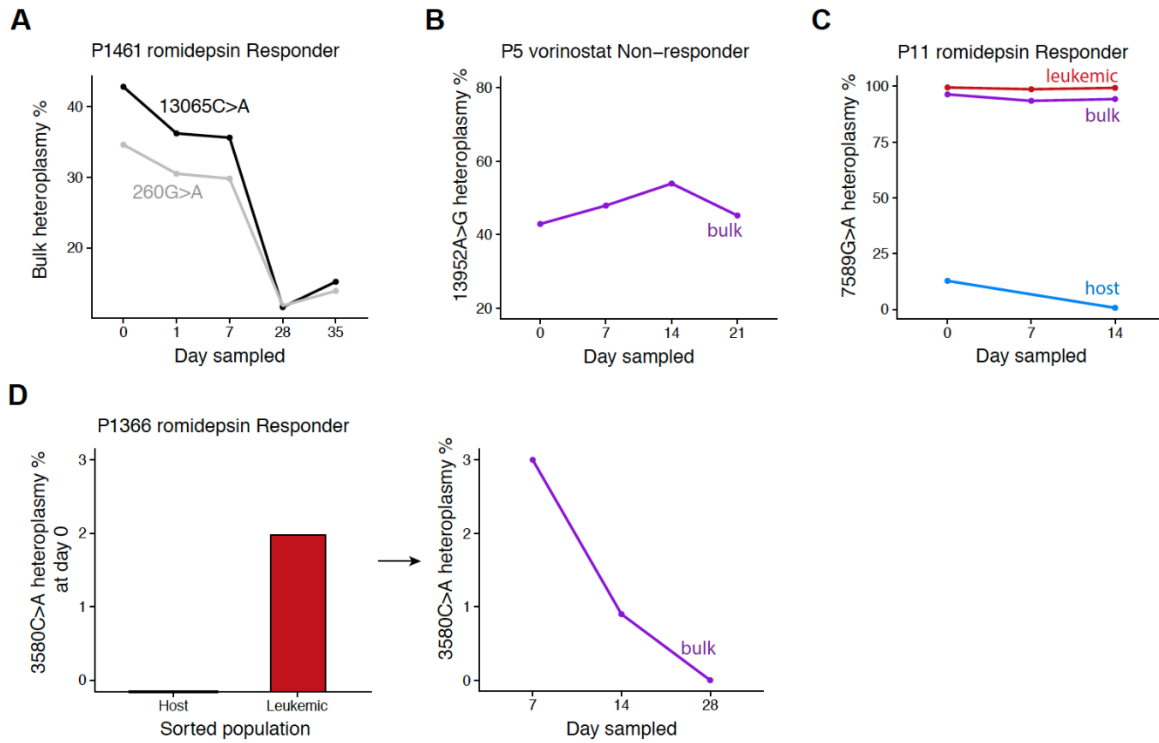 A
P1461 romidepsin Responder
Bulk heteroplasmy %
40
30
20
13065C>A
260G>A
0 1 7 28 35
Day sampled
B
P5 vorinostat Non−responder
13952A>G heteroplasmy %
80
60
40
20
bulk
0 7 14 21
Day sampled
C
P11 romidepsin Responder
7589G>A heteroplasmy %
100
75
50
25
0
leukemic
bulk
host
0 7 14
Day sampled
D
P1366 romidepsin Responder
3580C>A heteroplasmy %
at day 0
3
2
1
0
Host Leukemic
Sorted population
3580C>A heteroplasmy %
3
2
1
0
bulk
7 14 28
Day sampled